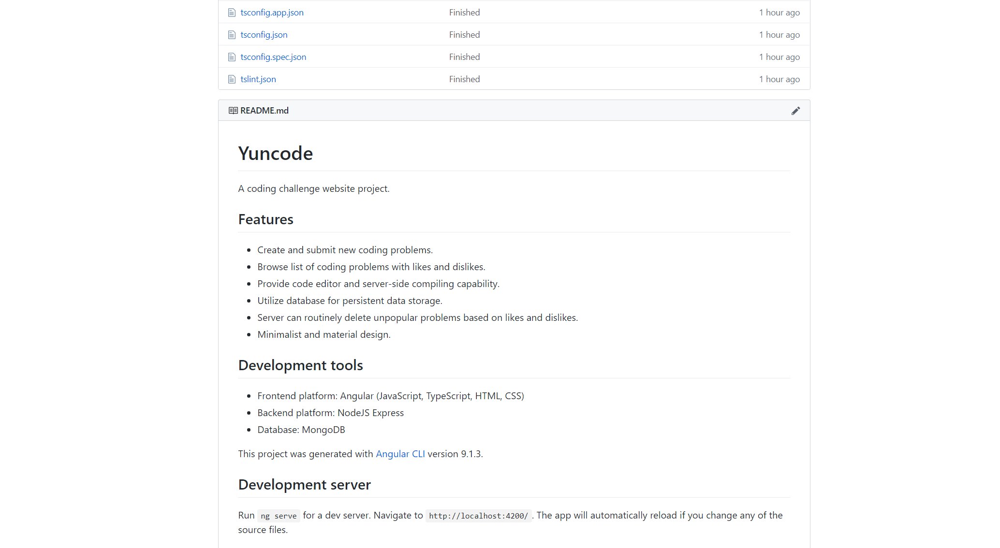 tsconfig.app.json Finished 1 hour ago
tsconfig.json Finished 1 hour ago
tsconfig.spec.json Finished 1 hour ago
tslint.json Finished 1 hour ago
README.md
Yuncode
A coding challenge website project.
Features
Create and submit new coding problems.
Browse list of coding problems with likes and dislikes.
Provide code editor and server-side compiling capability.
Utilize database for persistent data storage.
Server can routinely delete unpopular problems based on likes and dislikes.
Minimalist and material design.
Development tools
Frontend platform: Angular (JavaScript, TypeScript, HTML, CSS)
Backend platform: NodeJS Express
Database: MongoDB
This project was generated with Angular CLI version 9.1.3.
Development server
Run ng serve for a dev server. Navigate to http://localhost:4200/. The app will automatically reload if you change any of the
source files.